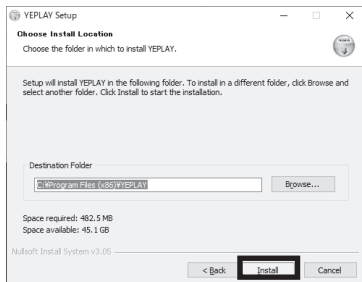 YEPLAY Setup
Choose Install Location
Choose the folder in which to install YEPLAY.
Setup will install YEPLAY in the following folder. To install in a different folder, click Browse and
select another folder. Click Install to start the installation.
Destination Folder
C:¥Program Files (x86)¥YEPLAY
Browse...
Space required: 482.5 MB
Space available: 45.1 GB
Nullsoft Install System v3.05
< Back Install Cancel